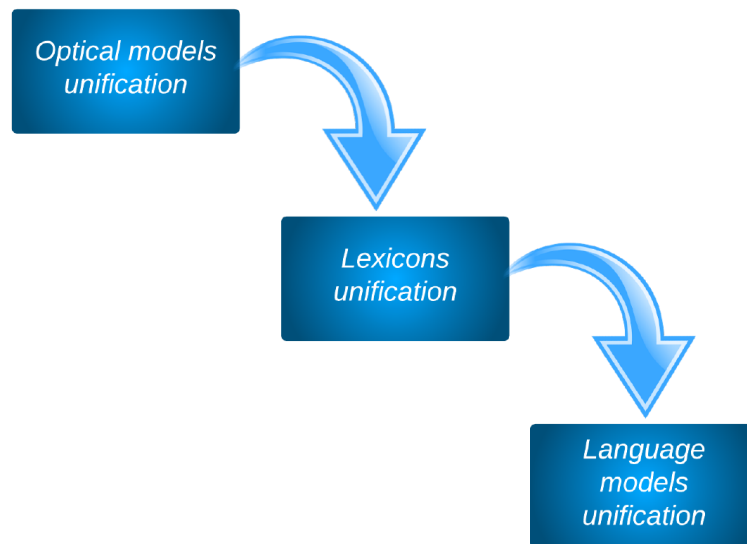 Optical models
unification
Lexicons
unification
Language
models
unification